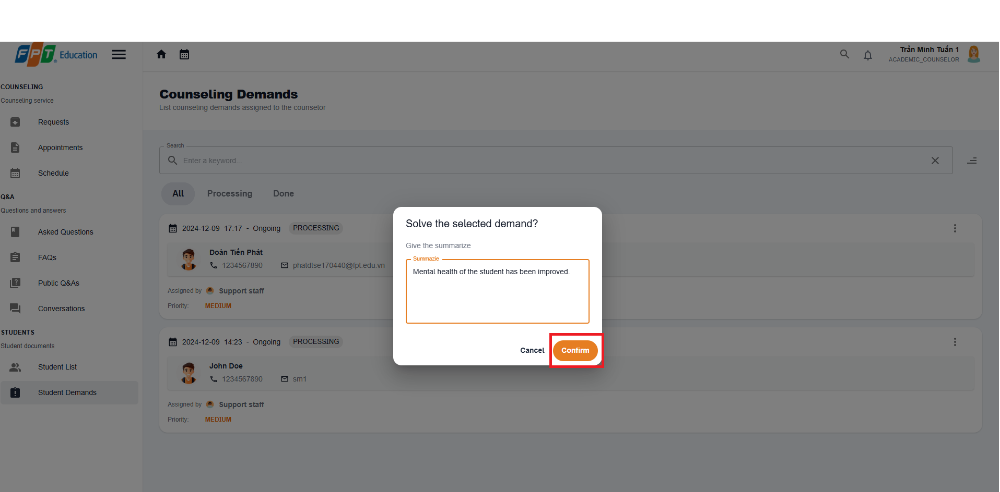 FPT Education
Trần Minh Tuấn 1
ACADEMIC_COUNSELOR
COUNSELING
Counseling service
Requests
Appointments
Schedule
Q&A
Questions and answers
Asked Questions
FAQs
Public Q&As
Conversations
STUDENTS
Student documents
Student List
Student Demands
Counseling Demands
List counseling demands assigned to the counselor
Search
Enter a keyword...
All Processing Done
2024-12-09 17:17 - Ongoing PROCESSING
Đoàn Tiến Phát
1234567890 phatdtse170440@fpt.edu.vn
Assigned by Support staff
Priority: MEDIUM
2024-12-09 14:23 - Ongoing PROCESSING
John Doe
1234567890 sm1
Assigned by Support staff
Priority: MEDIUM
Solve the selected demand?
Give the summarize
Summazie
Mental health of the student has been improved.
Cancel Confirm